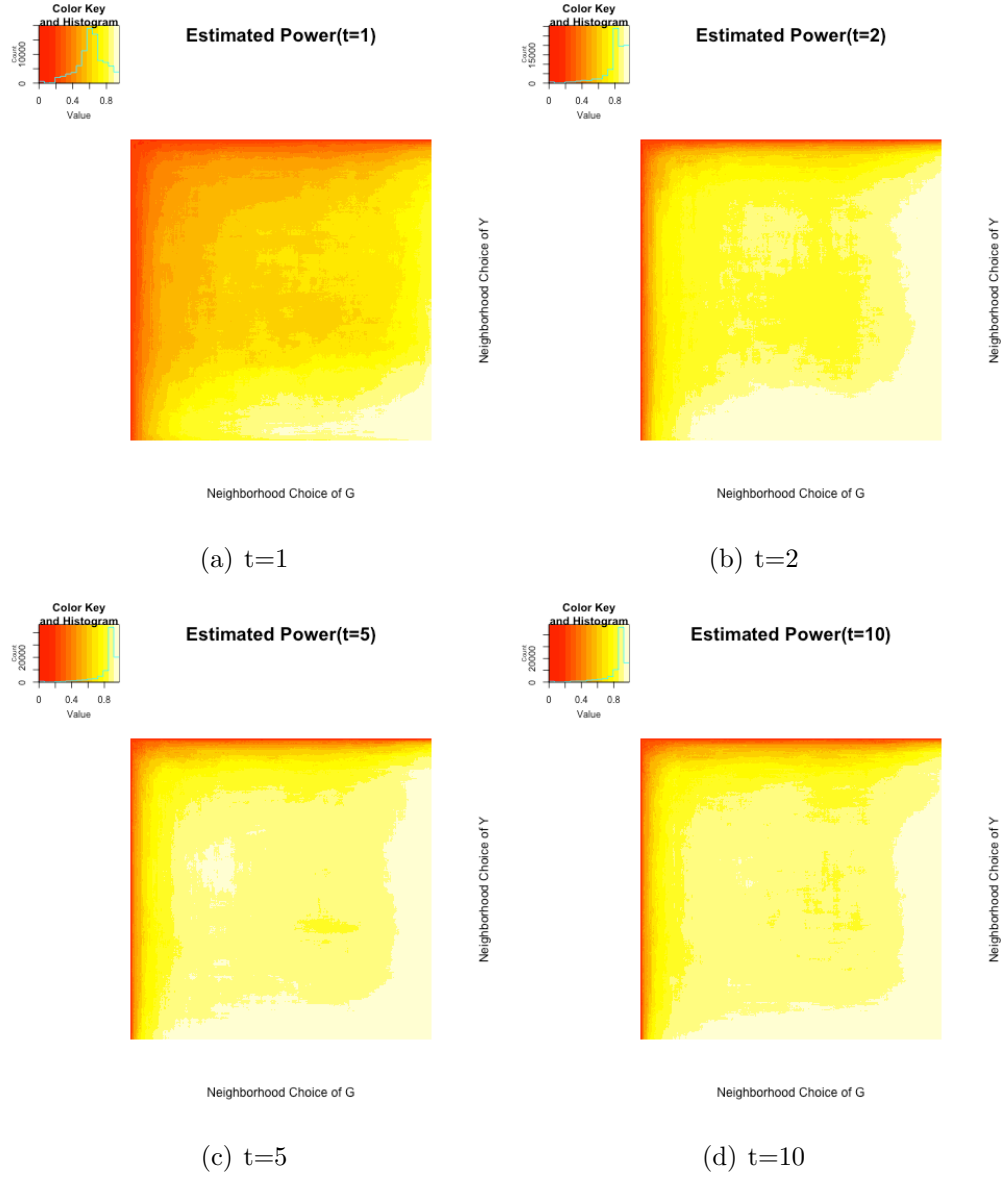 Color Key
and Histogram
Estimated Power(t=1)
Count
0 10000
0 0.4 0.8
Value
Neighborhood Choice of Y
Neighborhood Choice of G
(a) t=1
Color Key
and Histogram
Estimated Power(t=2)
Count
0 15000
0 0.4 0.8
Value
Neighborhood Choice of Y
Neighborhood Choice of G
(b) t=2
Color Key
and Histogram
Estimated Power(t=5)
Count
0 20000
0 0.4 0.8
Value
Neighborhood Choice of Y
Neighborhood Choice of G
(c) t=5
Color Key
and Histogram
Estimated Power(t=10)
Count
0 20000
0 0.4 0.8
Value
Neighborhood Choice of Y
Neighborhood Choice of G
(d) t=10